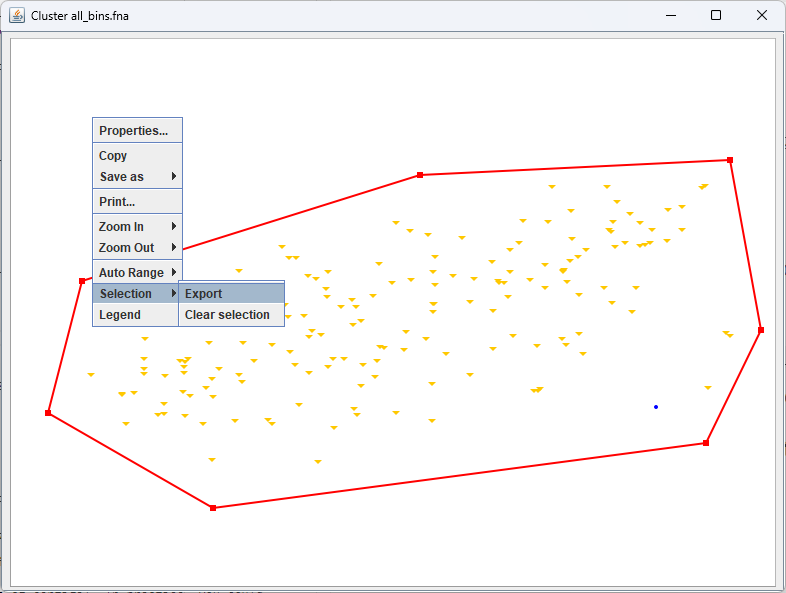 Cluster all_bins.fna
Properties...
Copy
Save as
Print...
Zoom In
Zoom Out
Auto Range
Selection
Export
Legend
Clear selection